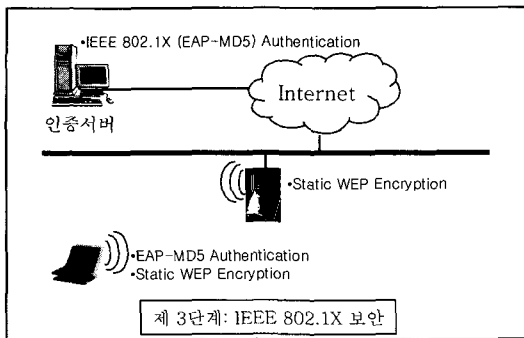 •IEEE 802.1X (EAP-MD5) Authentication
Internet
인증서버
•Static WEP Encryption
•EAP-MD5 Authentication
•Static WEP Encryption
제 3단계: IEEE 802.1X 보안